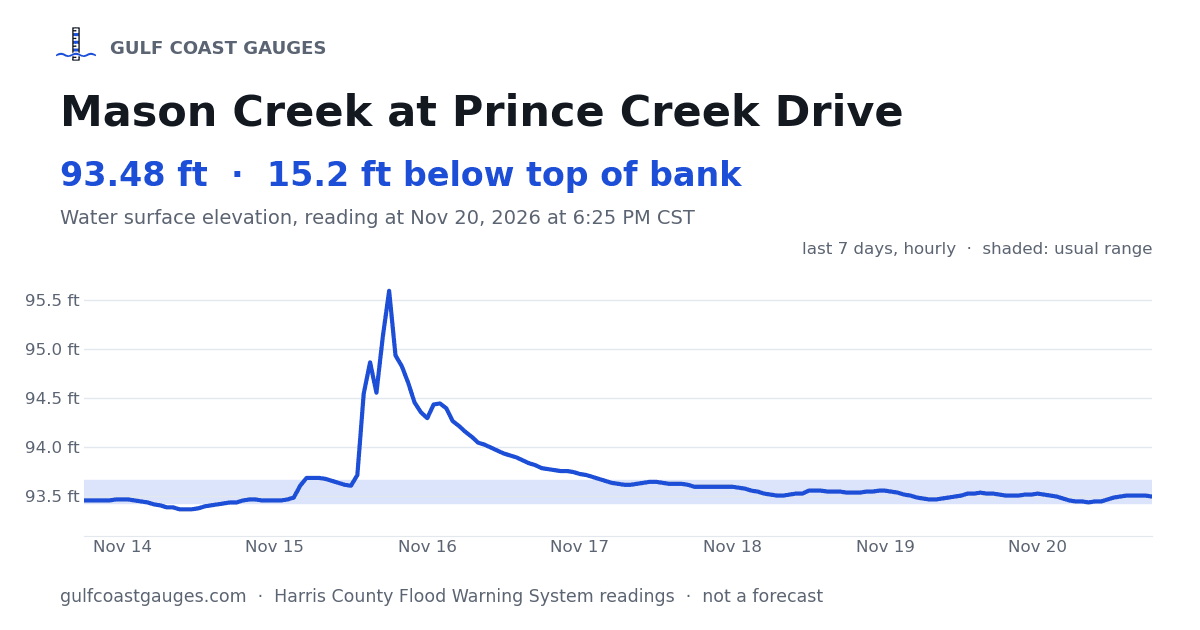 GULF COAST GAUGES
Mason Creek at Prince Creek Drive
93.48 ft · 15.2 ft below top of bank
Water surface elevation, reading at Nov 20, 2026 at 6:25 PM CST
last 7 days, hourly · shaded: usual range
95.5 ft
95.0 ft
94.5 ft
94.0 ft
93.5 ft
Nov 14 Nov 15 Nov 16 Nov 17 Nov 18 Nov 19 Nov 20
gulfcoastgauges.com · Harris County Flood Warning System readings · not a forecast